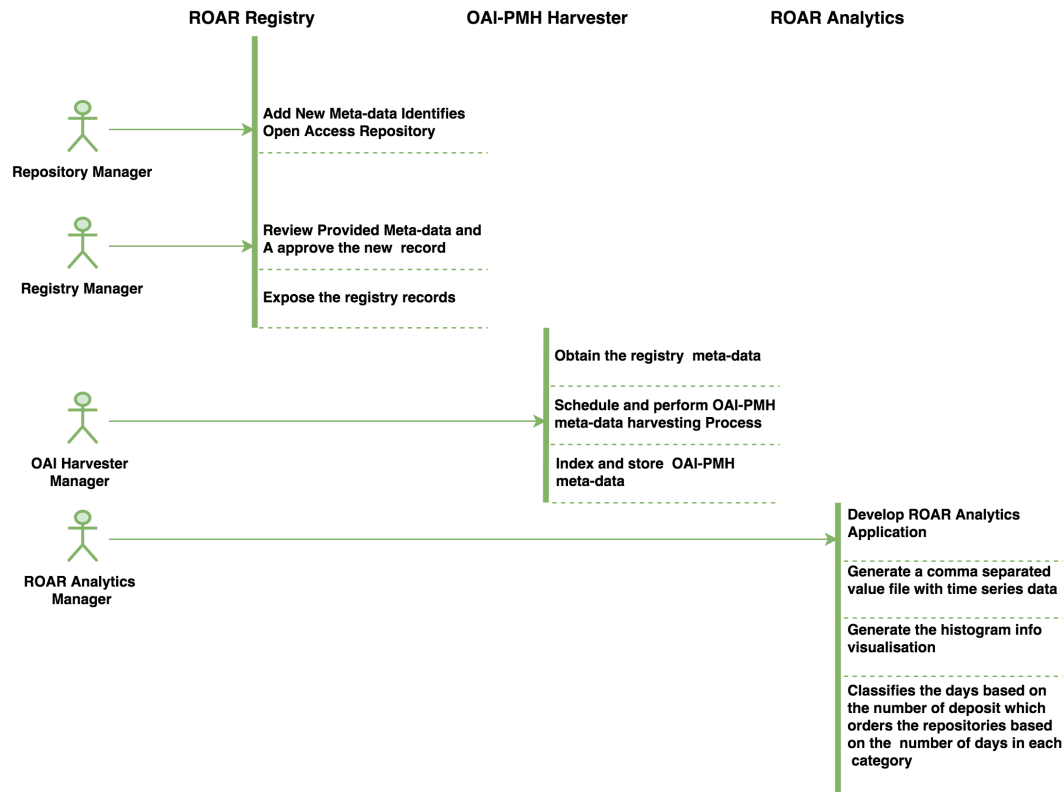 ROAR Registry
OAI-PMH Harvester
ROAR Analytics
Add New Meta-data Identifies
Open Access Repository
Repository Manager
Review Provided Meta-data and
A approve the new record
Registry Manager
Expose the registry records
Obtain the registry meta-data
Schedule and perform OAI-PMH
meta-data harvesting Process
OAI Harvester
Manager
Index and store OAI-PMH
meta-data
Develop ROAR Analytics
Application
ROAR Analytics
Manager
Generate a comma separated
value file with time series data
Generate the histogram info
visualisation
Classifies the days based on
the number of deposit which
orders the repositories based
on the number of days in each
category